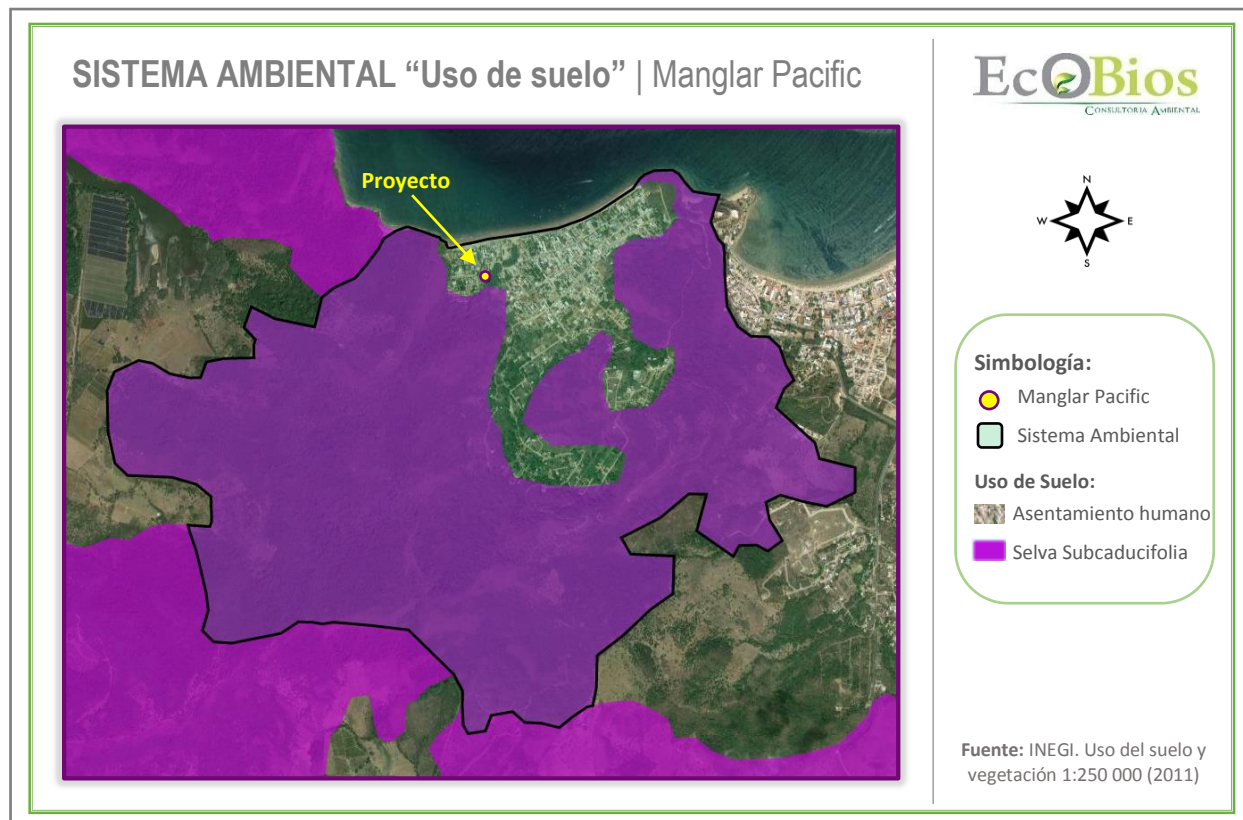 SISTEMA AMBIENTAL “Uso de suelo” | Manglar Pacific
Proyecto
EcOBios
CONSULTORIA AMBIENTAL
N
W E
S
Simbología:
Manglar Pacific
Sistema Ambiental
Uso de Suelo:
Asentamiento humano
Selva Subcaducifolia
Fuente: INEGI. Uso del suelo y
vegetación 1:250 000 (2011)